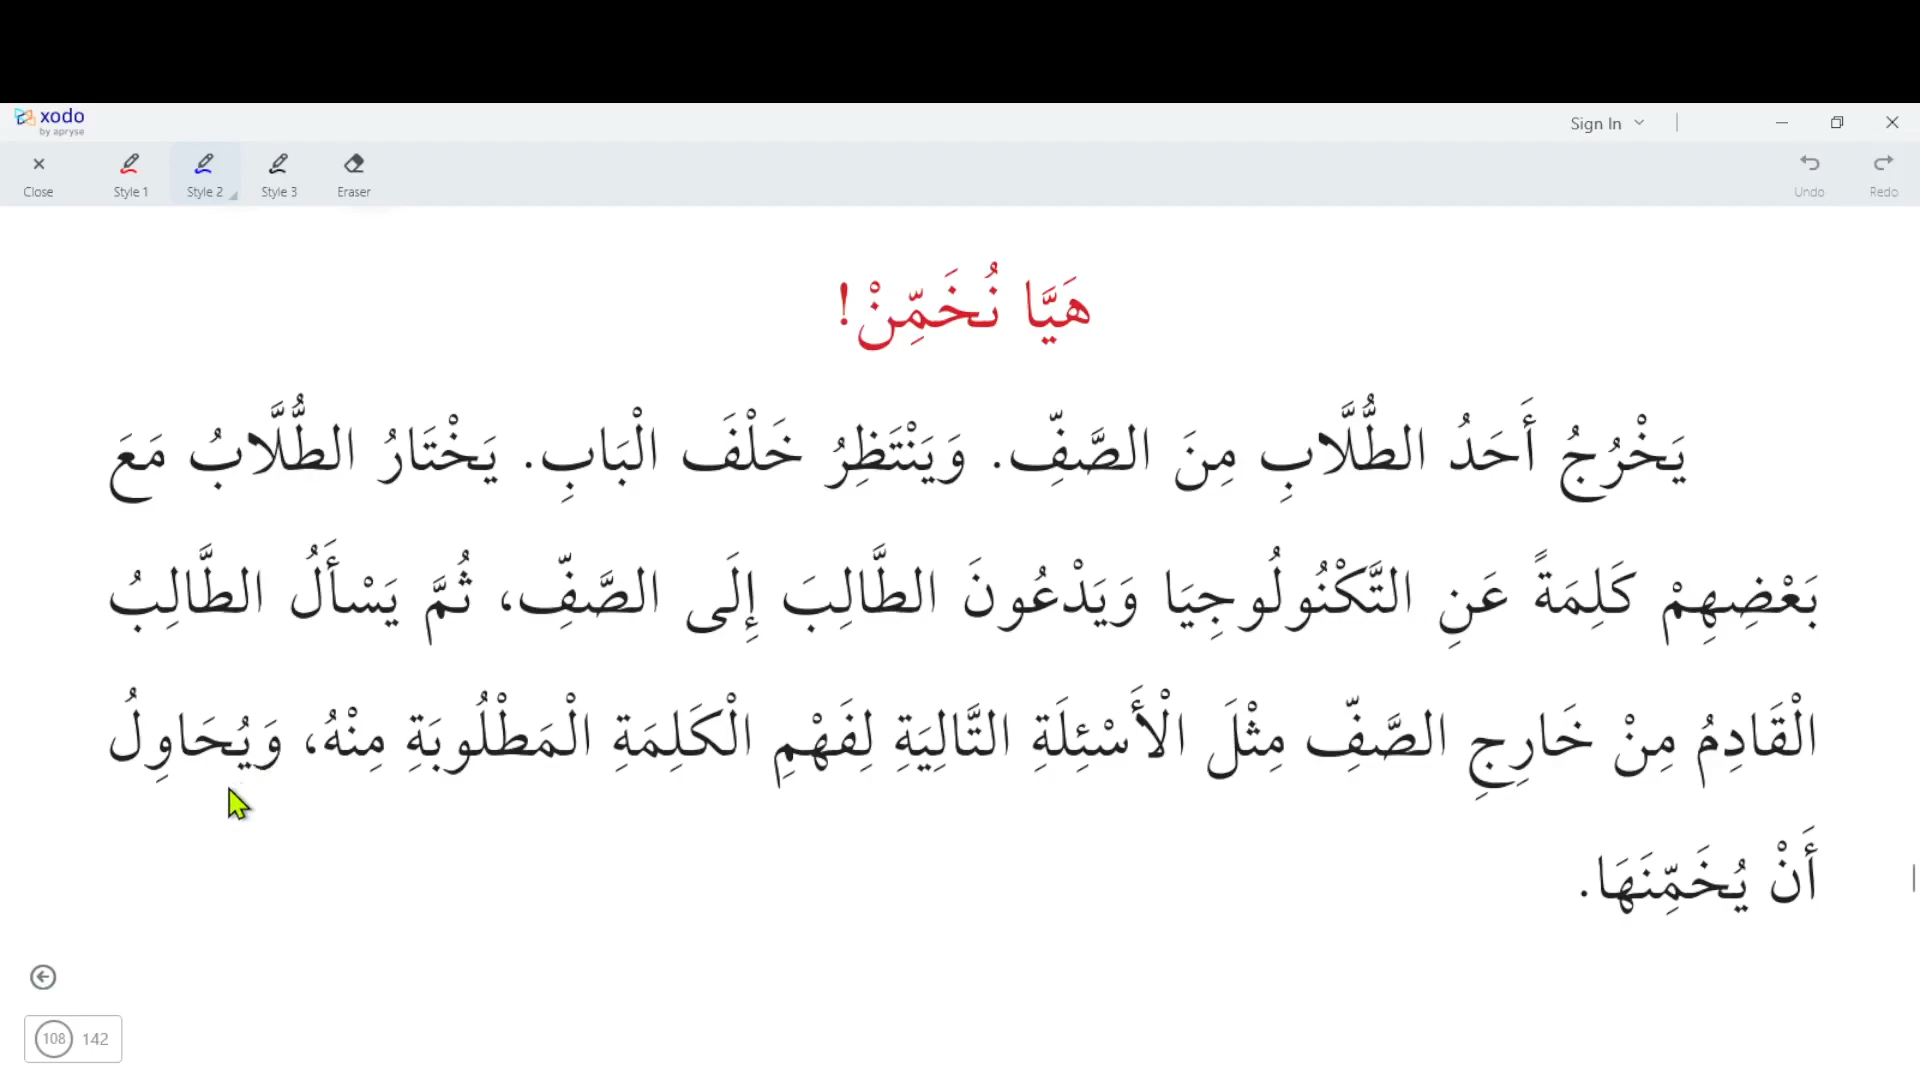 xodo
by apryse
Sign In
Close
Style 1
Style 2
Style 3
Eraser
Undo
Redo
هَيَّا نُخَمِّنْ!
يَخْرُجُ أَحَدُ الطُّلَّابِ مِنَ الصَّفِّ. وَيَنْتَظِرُ خَلْفَ الْبَابِ. يَخْتَارُ الطُّلَّابُ مَعَ
بَعْضِهِمْ كَلِمَةً عَنِ التَّكْنُولُوجِيَا وَيَدْعُونَ الطَّالِبَ إِلَى الصَّفِّ، ثُمَّ يَسْأَلُ الطَّالِبُ
الْقَادِمُ مِنْ خَارِجِ الصَّفِّ مِثْلَ الْأَسْئِلَةِ التَّالِيَةِ لِفَهْمِ الْكَلِمَةِ الْمَطْلُوبَةِ مِنْهُ، وَيُحَاوِلُ
أَنْ يُخَمِّنَهَا.
108 142